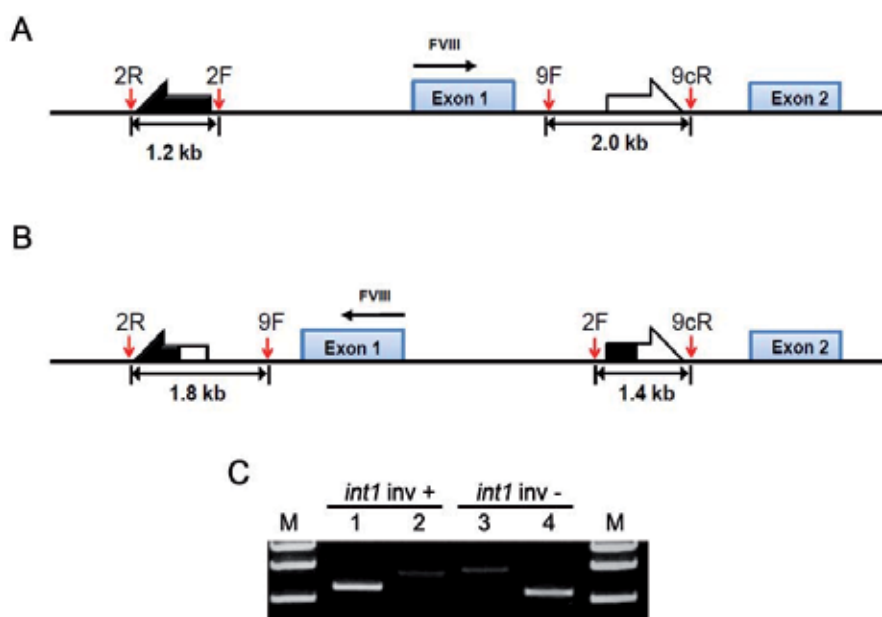 A
FVIII
2R 2F 9F 9cR
Exon 1 Exon 2
1.2 kb 2.0 kb
B
FVIII
2R 9F 2F 9cR
Exon 1 Exon 2
1.8 kb 1.4 kb
C
int1 inv + int1 inv -
M 1 2 3 4 M